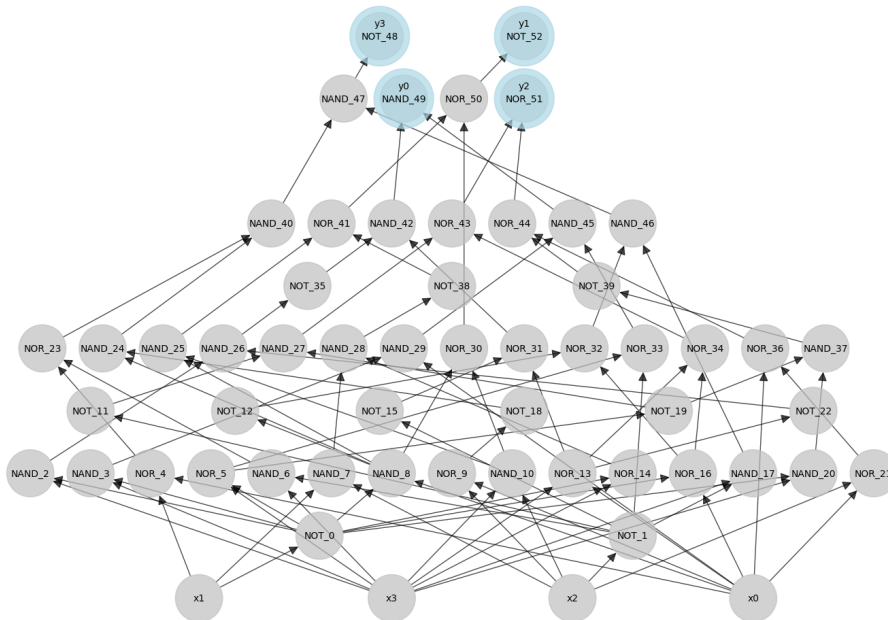 y3
NOT_48
y1
NOT_52
NAND_47
y0
NAND_49
NOR_50
y2
NOR_51
NAND_40
NOR_41
NAND_42
NOR_43
NOR_44
NAND_45
NAND_46
NOT_35
NOT_38
NOT_39
NOR_23
NAND_24
NAND_25
NAND_26
NAND_27
NAND_28
NAND_29
NOR_30
NOR_31
NOR_32
NOR_33
NOR_34
NOR_36
NAND_37
NOT_11
NOT_12
NOT_15
NOT_18
NOT_19
NOT_22
NAND_2
NAND_3
NOR_4
NOR_5
NAND_6
NAND_7
NAND_8
NOR_9
NAND_10
NOR_13
NOR_14
NOR_16
NAND_17
NAND_20
NOR_21
NOT_0
NOT_1
x1
x3
x2
x0